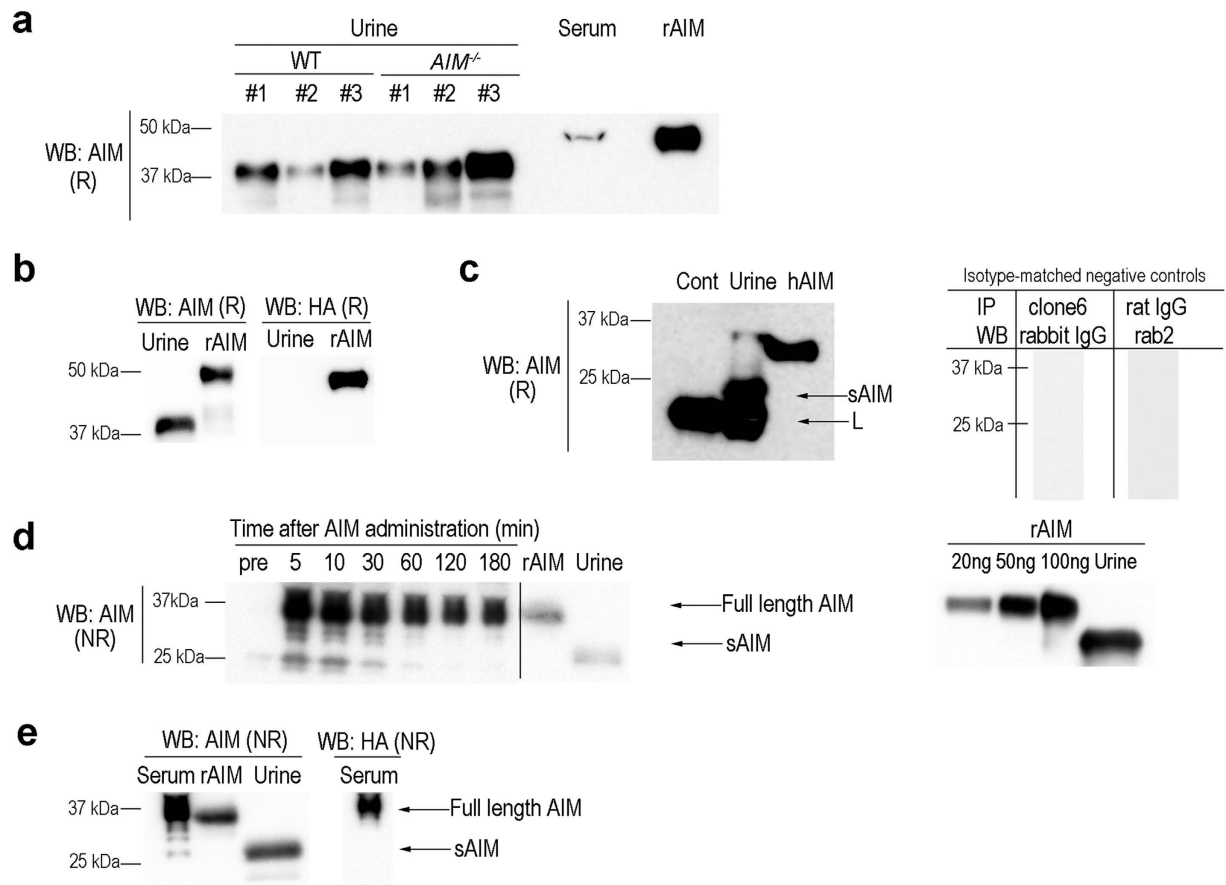 a
Urine Serum rAIM
WT AIM-/-
#1 #2 #3 #1 #2 #3
50 kDa
WB: AIM
(R)
37 kDa
b
WB: AIM (R) WB: HA (R)
Urine rAIM Urine rAIM
50 kDa
37 kDa
c
Cont Urine hAIM
37 kDa
WB: AIM
(R)
25 kDa
sAIM
L
Isotype-matched negative controls
IP clone6 rat IgG
WB rabbit IgG rab2
37 kDa
25 kDa
d
Time after AIM administration (min)
pre 5 10 30 60 120 180 rAIM Urine
37kDa
WB: AIM
(NR)
25 kDa
Full length AIM
sAIM
rAIM
20ng 50ng 100ng Urine
e
WB: AIM (NR) WB: HA (NR)
Serum rAIM Urine Serum
37 kDa
Full length AIM
sAIM
25 kDa